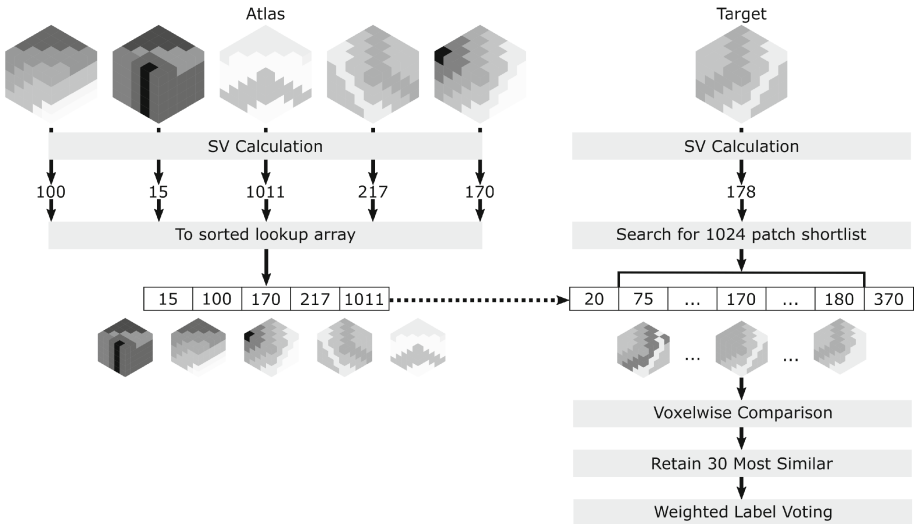 Atlas
Target
SV Calculation
SV Calculation
100 15 1011 217 170
178
To sorted lookup array
Search for 1024 patch shortlist
15 100 170 217 1011
20 75 ... 170 ... 180 370
... ...
Voxelwise Comparison
Retain 30 Most Similar
Weighted Label Voting